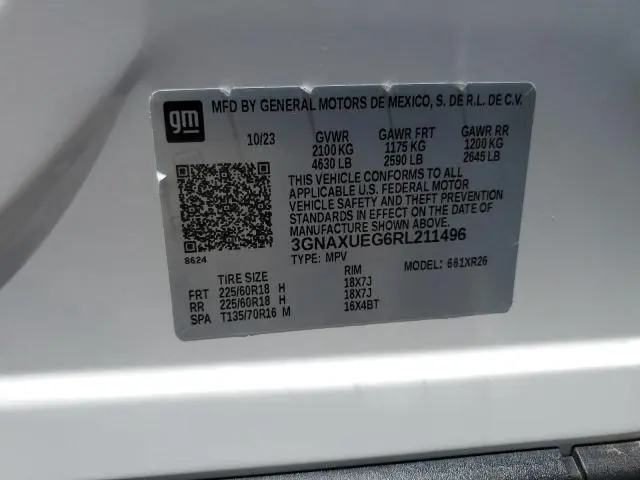 gm
MFD BY GENERAL MOTORS DE MEXICO, S. DE R.L. DE C.V.
10/23 GVWR GAWR FRT GAWR RR
2100 KG 1175 KG 1200 KG
4630 LB 2590 LB 2645 LB
THIS VEHICLE CONFORMS TO ALL
APPLICABLE U.S. FEDERAL MOTOR
VEHICLE SAFETY AND THEFT PREVENTION
STANDARDS IN EFFECT ON THE DATE OF
MANUFACTURE SHOWN ABOVE.
3GNAXUEG6RL211496
8624 TYPE: MPV MODEL: 661XR26
TIRE SIZE RIM
FRT 225/60R18 H 18X7J
RR 225/60R18 H 18X7J
SPA T135/70R16 M 16X4BT